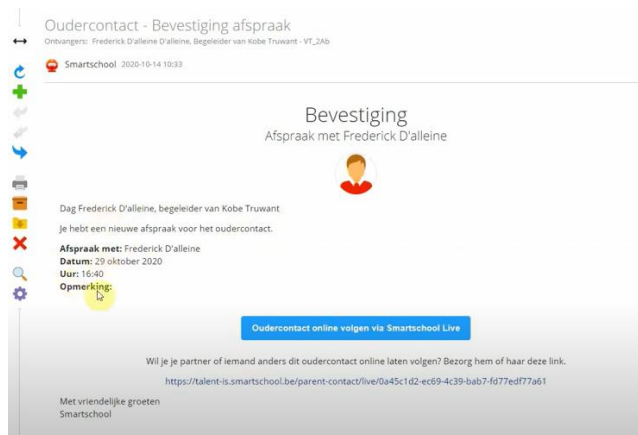 Oudercontact - Bevestiging afspraak
Ontvangers: Frederick D'alleine D'alleine, Begeleider van Kobe Truwant - VT_2Ab
Smartschool 2020-10-14 10:33
Bevestiging
Afspraak met Frederick D'alleine
Dag Frederick D'alleine, begeleider van Kobe Truwant
Je hebt een nieuwe afspraak voor het oudercontact.
Afspraak met: Frederick D'alleine
Datum: 29 oktober 2020
Uur: 16:40
Opmerking:
Oudercontact online volgen via Smartschool Live
Wil je je partner of iemand anders dit oudercontact online laten volgen? Bezorg hem of haar deze link.
https://talent-is.smartschool.be/parent-contact/live/0a45c1d2-ec69-4c39-bab7-fd77edf77a61
Met vriendelijke groeten
Smartschool